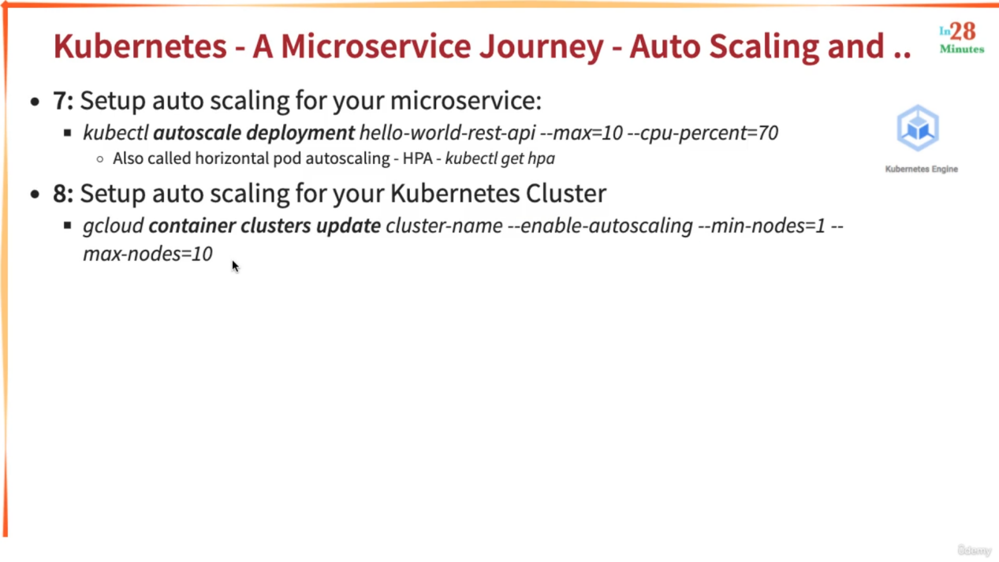 Kubernetes - A Microservice Journey - Auto Scaling and ..
In28
Minutes
• 7: Setup auto scaling for your microservice:
▪ kubectl autoscale deployment hello-world-rest-api --max=10 --cpu-percent=70
◦ Also called horizontal pod autoscaling - HPA - kubectl get hpa
Kubernetes Engine
• 8: Setup auto scaling for your Kubernetes Cluster
▪ gcloud container clusters update cluster-name --enable-autoscaling --min-nodes=1 --
max-nodes=10
ûdemy